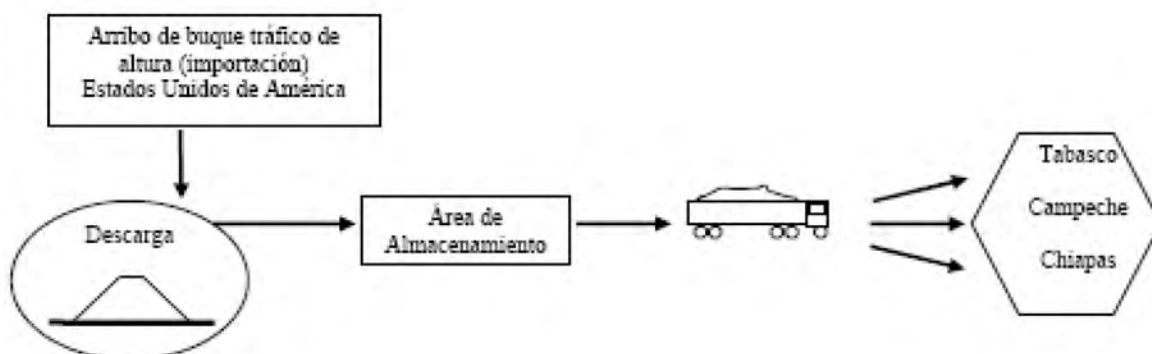 Arribo de buque tráfico de
altura (importación)
Estados Unidos de América
Descarga
Área de
Almacenamiento
Tabasco
Campeche
Chiapas